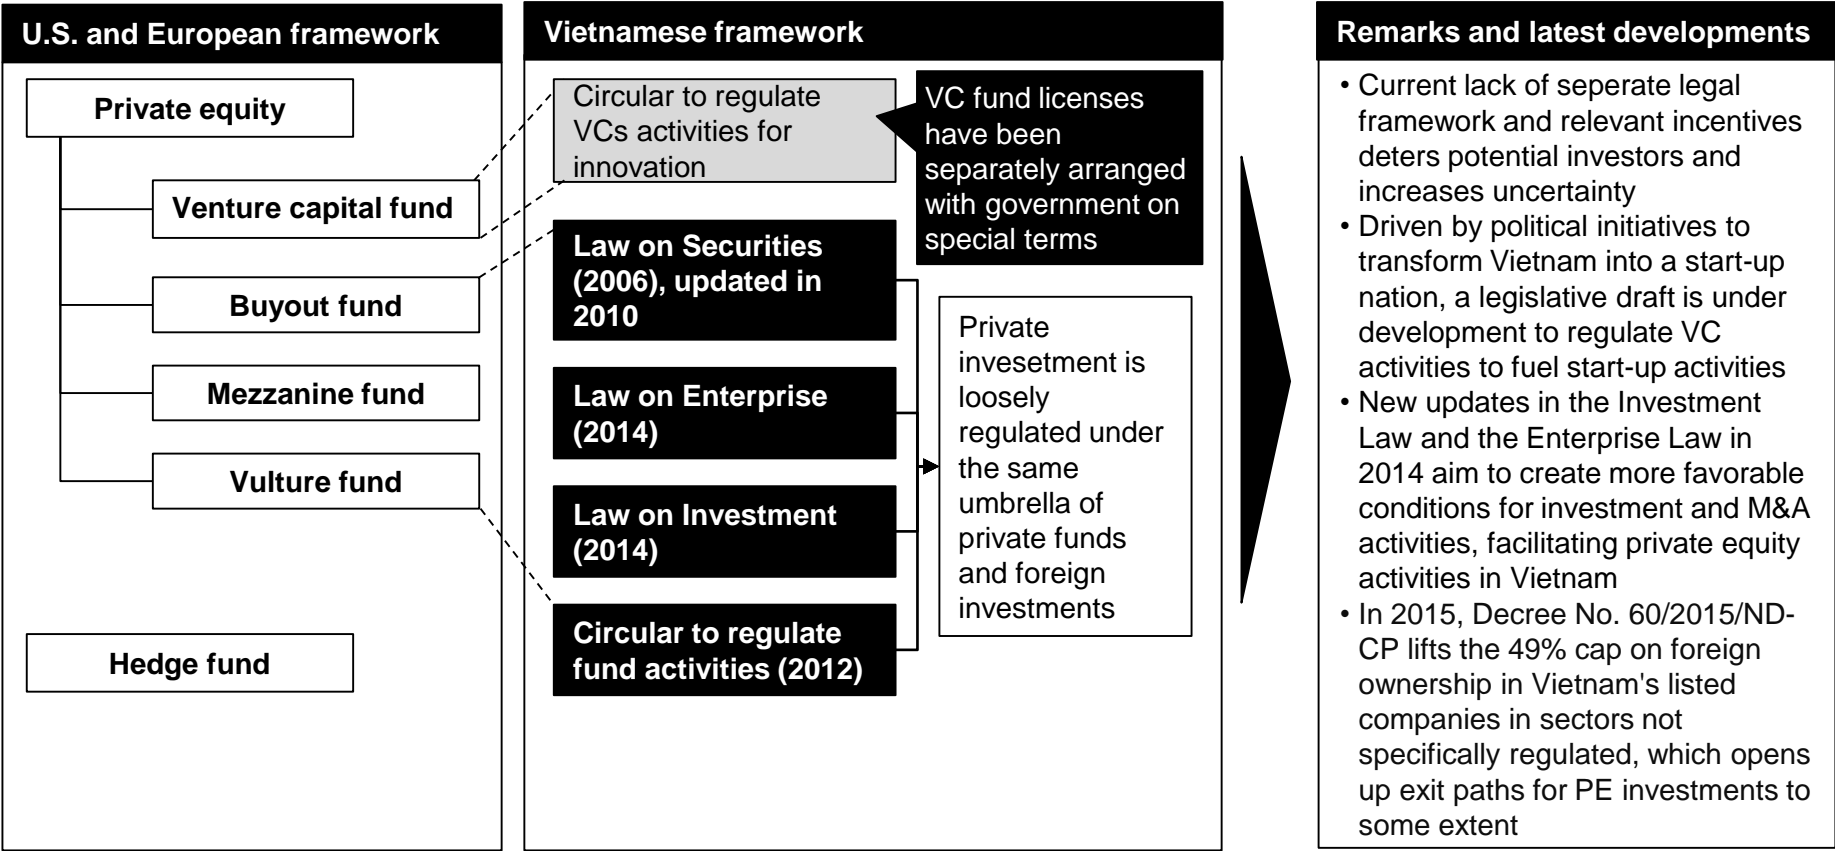 U.S. and European framework
Private equity
Venture capital fund
Buyout fund
Mezzanine fund
Vulture fund
Hedge fund
Vietnamese framework
Circular to regulate
VCs activities for
innovation
VC fund licenses
have been
separately arranged
with government on
special terms
Law on Securities
(2006), updated in
2010
Law on Enterprise
(2014)
Law on Investment
(2014)
Circular to regulate
fund activities (2012)
Private
invesetment is
loosely
regulated under
the same
umbrella of
private funds
and foreign
investments
Remarks and latest developments
• Current lack of seperate legal
framework and relevant incentives
deters potential investors and
increases uncertainty
• Driven by political initiatives to
transform Vietnam into a start-up
nation, a legislative draft is under
development to regulate VC
activities to fuel start-up activities
• New updates in the Investment
Law and the Enterprise Law in
2014 aim to create more favorable
conditions for investment and M&A
activities, facilitating private equity
activities in Vietnam
• In 2015, Decree No. 60/2015/ND-
CP lifts the 49% cap on foreign
ownership in Vietnam's listed
companies in sectors not
specifically regulated, which opens
up exit paths for PE investments to
some extent